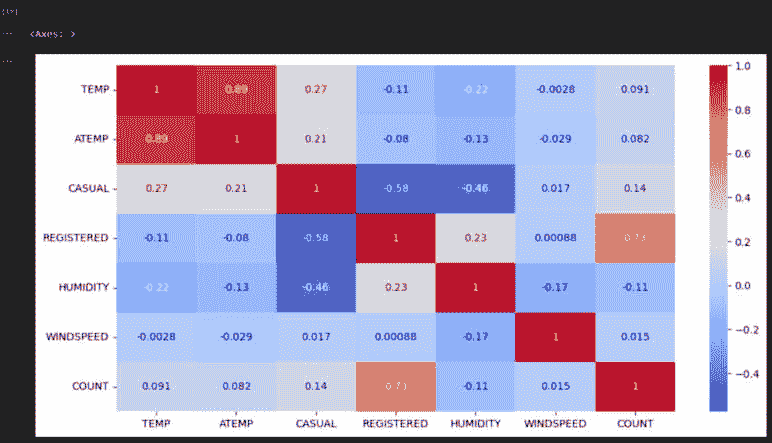 <Axes: >
TEMP 1 0.89 0.27 -0.11 -0.22 -0.0028 0.091
ATEMP 0.89 1 0.21 -0.08 -0.13 -0.029 0.082
CASUAL 0.27 0.21 1 -0.58 -0.46 0.017 0.14
REGISTERED -0.11 -0.08 -0.58 1 0.23 0.00088
HUMIDITY -0.22 -0.13 -0.46 0.23 1 -0.17 -0.11
WINDSPEED -0.0028 -0.029 0.017 0.00088 -0.17 1 0.015
COUNT 0.091 0.082 0.14 -0.11 0.015 1
TEMP ATEMP CASUAL REGISTERED HUMIDITY WINDSPEED COUNT
1.0
0.8
0.6
0.4
0.2
0.0
-0.2
-0.4